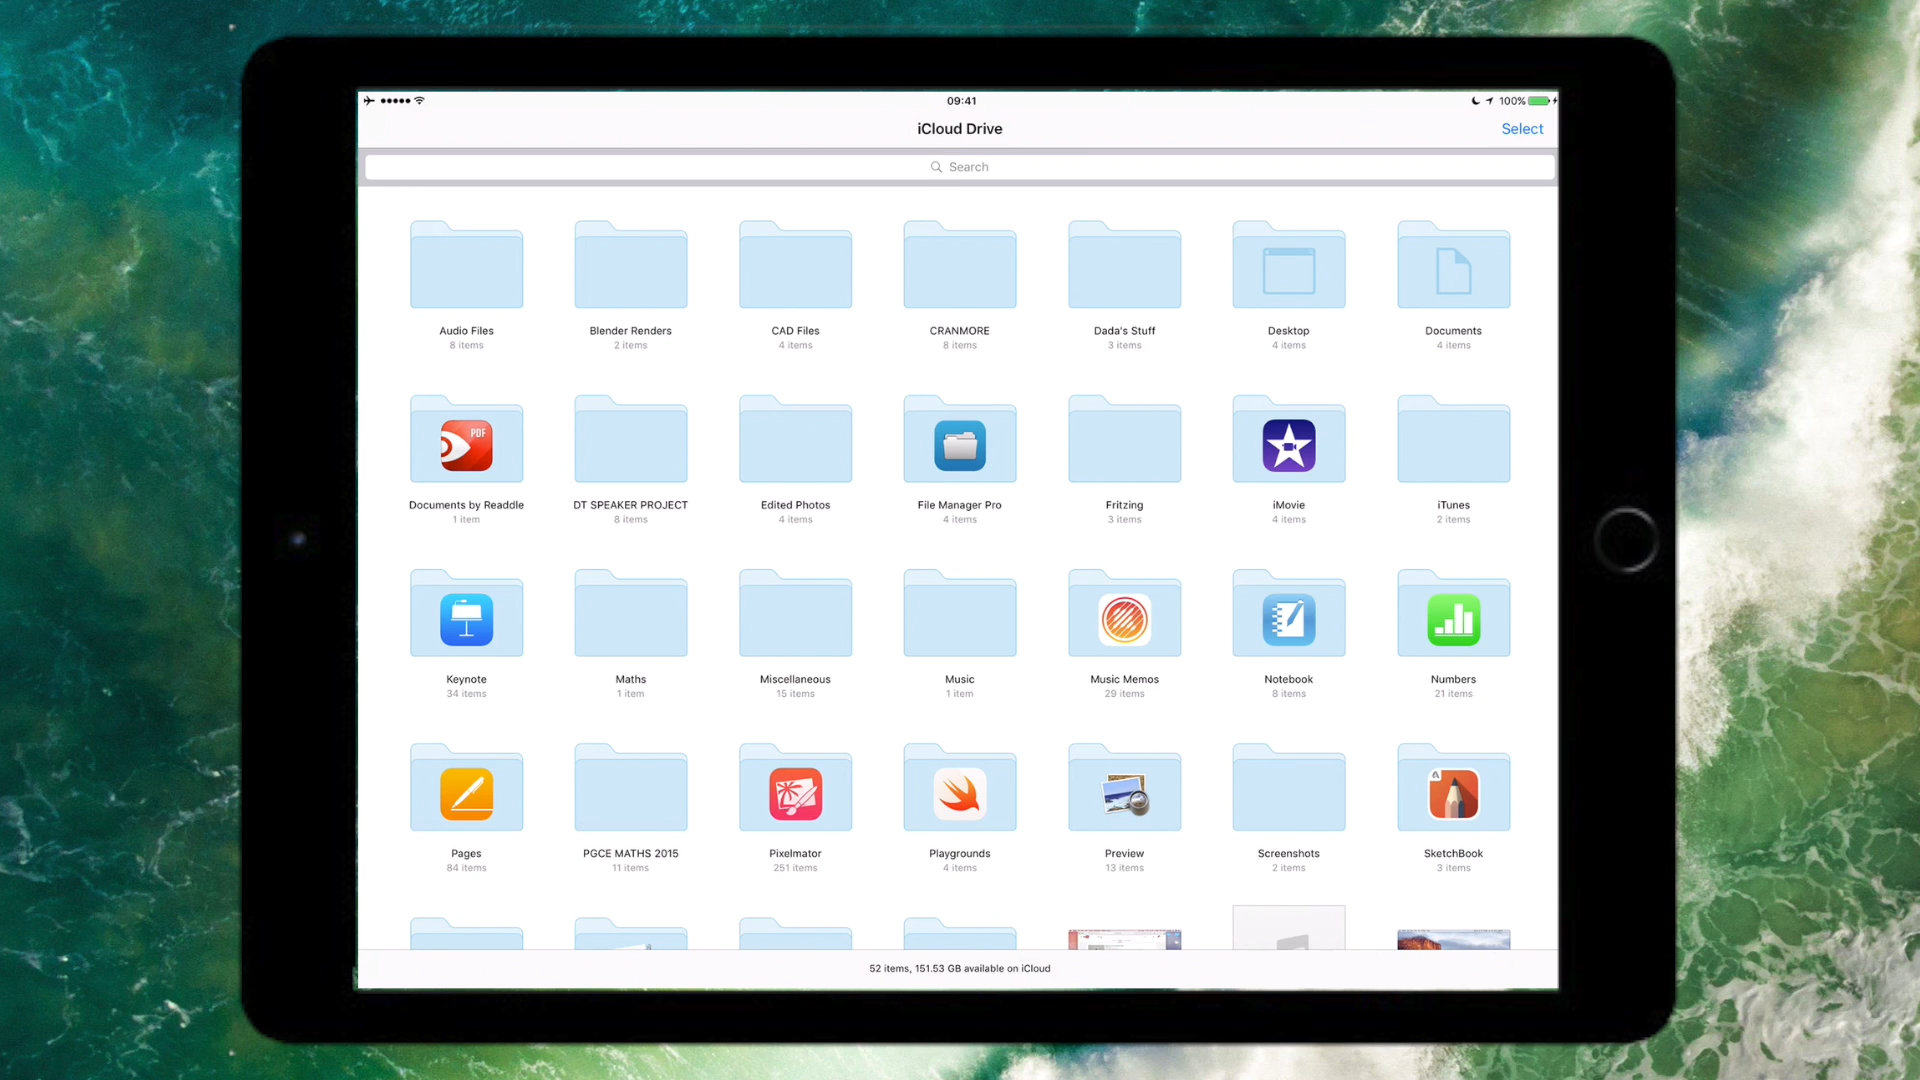 09:41
100%
iCloud Drive
Select
Search
Audio Files
8 items
Blender Renders
2 items
CAD Files
4 items
CRANMORE
8 items
Dada's Stuff
3 items
Desktop
4 items
Documents
4 items
PDF
Documents by Readdle
1 item
DT SPEAKER PROJECT
8 items
Edited Photos
4 items
File Manager Pro
4 items
Fritzing
3 items
iMovie
4 items
iTunes
2 items
Keynote
34 items
Maths
1 item
Miscellaneous
15 items
Music
1 item
Music Memos
29 items
Notebook
8 items
Numbers
21 items
Pages
84 items
PGCE MATHS 2015
11 items
Pixelmator
251 items
Playgrounds
4 items
Preview
13 items
Screenshots
2 items
SketchBook
3 items
52 items, 151.53 GB available on iCloud